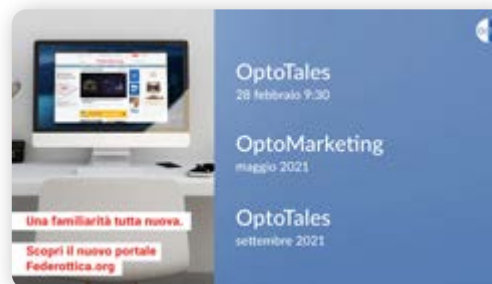 Una familiarità tutta nuova.
Scopri il nuovo portale
Federottica.org
OptoTales
28 febbraio 9:30
OptoMarketing
maggio 2021
OptoTales
settembre 2021